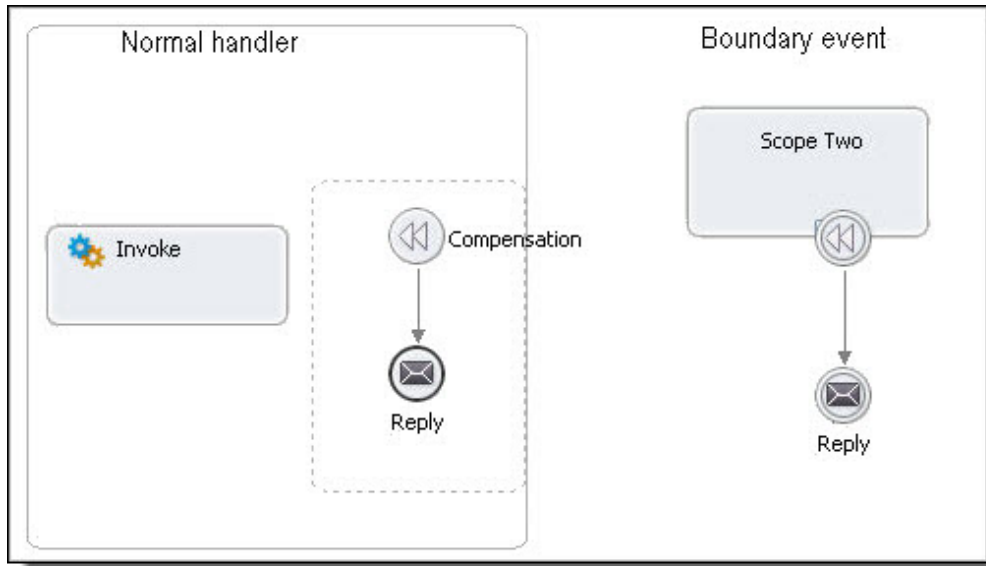 Normal handler
Boundary event
Scope Two
Invoke
Compensation
Reply
Reply